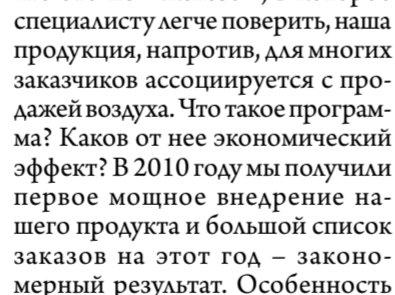 специалисту легче поверить, наша
продукция, напротив, для многих
заказчиков ассоциируется с про-
дажей воздуха. Что такое програм-
ма? Каков от нее экономический
эффект? В 2010 году мы получили
первое мощное внедрение на-
шего продукта и большой список
заказов на этот год – законо-
мерный результат. Особенность